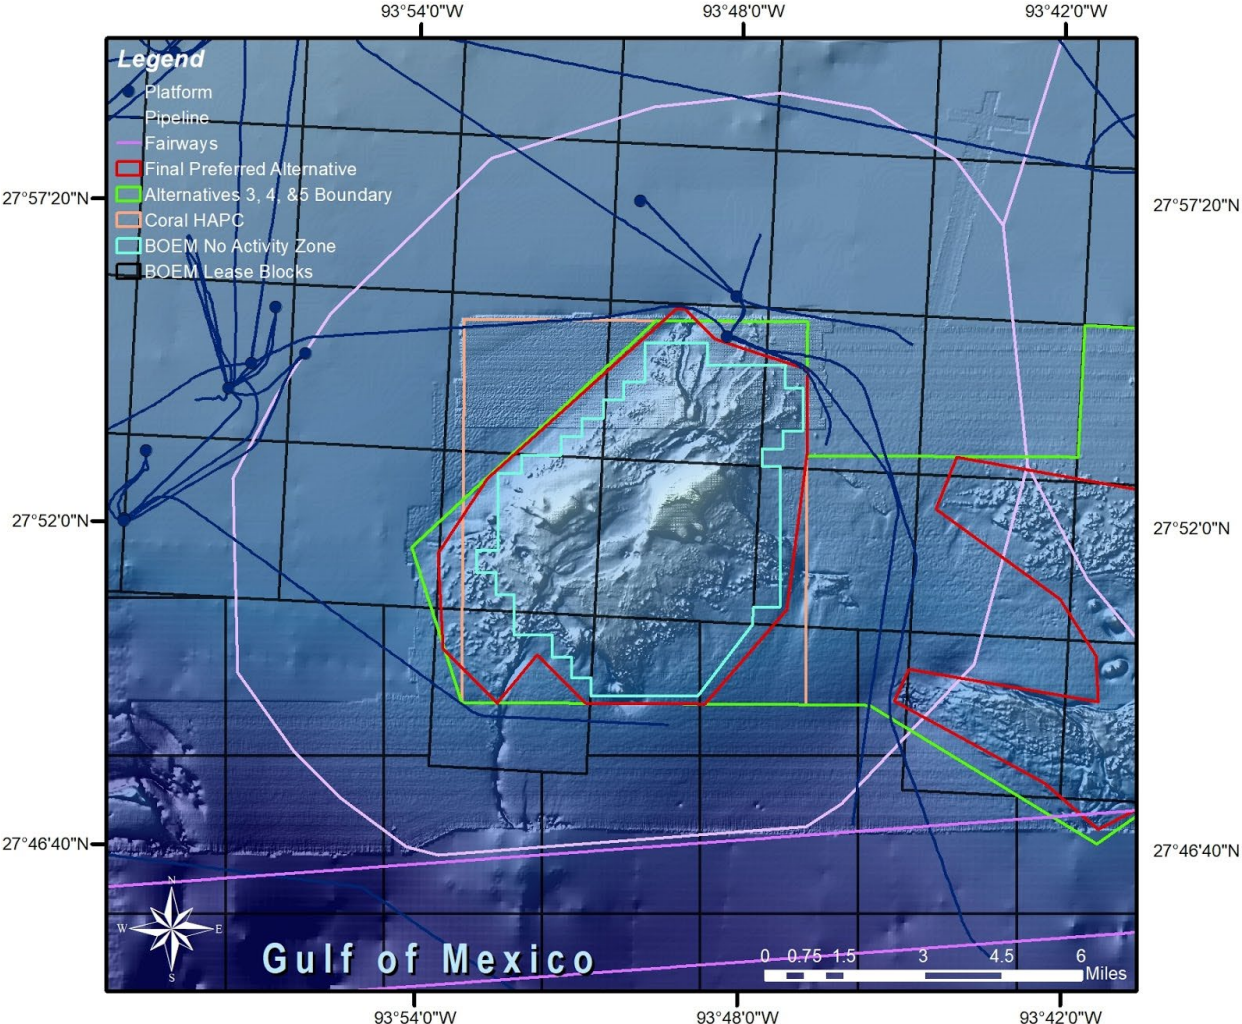 93°54'0"W 93°48'0"W 93°42'0"W
Legend
Platform
Pipeline
Fairways
Final Preferred Alternative
Alternatives 3, 4, &5 Boundary
Coral HAPC
BOEM No Activity Zone
BOEM Lease Blocks
27°57'20"N 27°57'20"N
27°52'0"N 27°52'0"N
27°46'40"N 27°46'40"N
N
W E
S
Gulf of Mexico
0 0.75 1.5 3 4.5 6
Miles
93°54'0"W 93°48'0"W 93°42'0"W